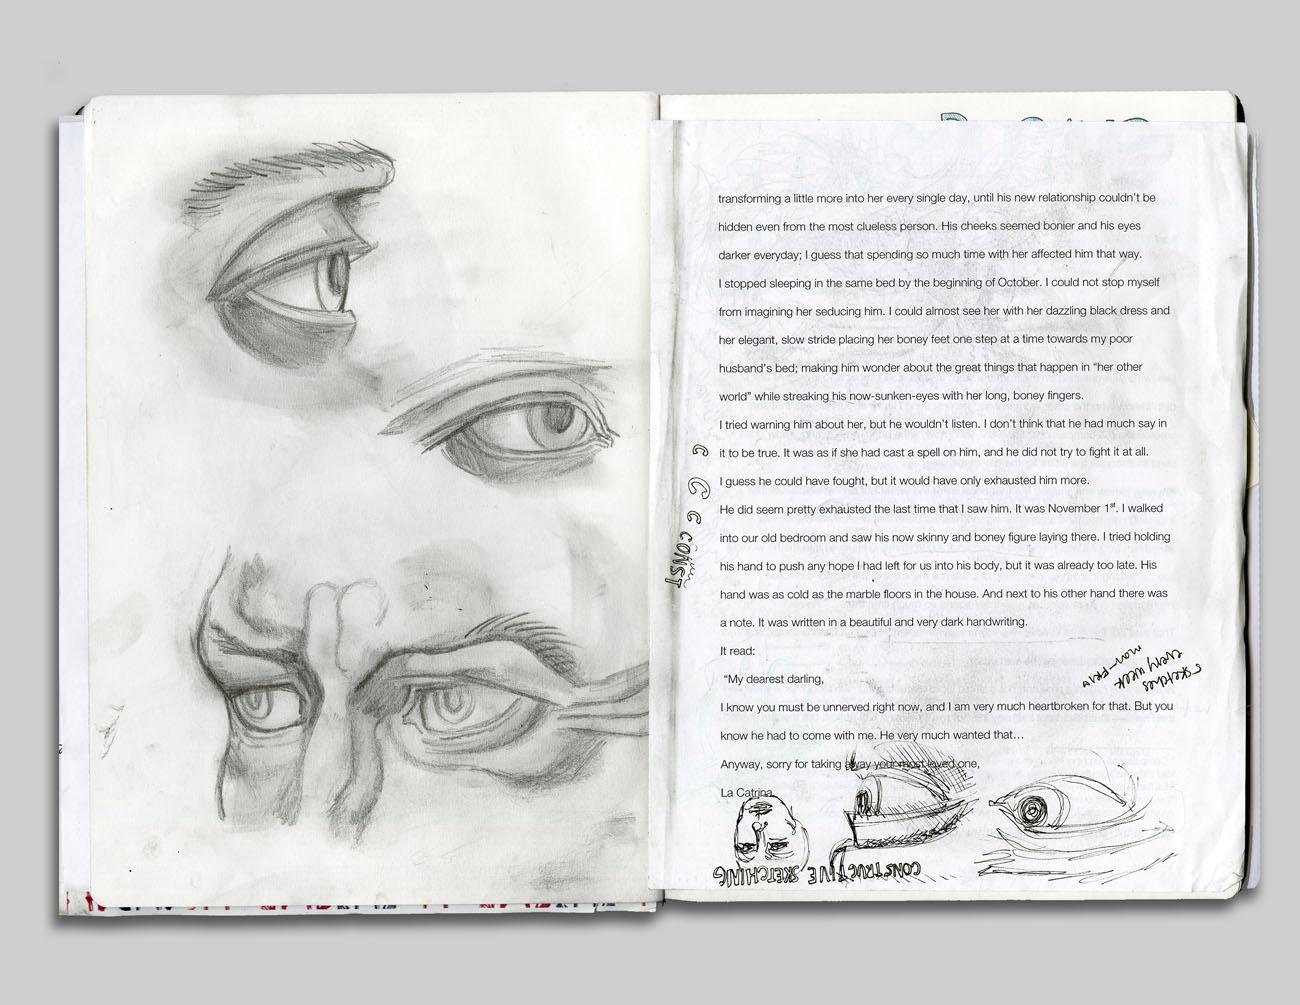 transforming a little more into her every single day, until his new relationship couldn't be
hidden even from the most clueless person. His cheeks seemed bonier and his eyes
darker everyday; I guess that spending so much time with her affected him that way.
I stopped sleeping in the same bed by the beginning of October. I could not stop myself
from imagining her seducing him. I could almost see her with her dazzling black dress and
her elegant, slow stride placing her boney feet one step at a time towards my poor
husband's bed; making him wonder about the great things that happen in “her other
world” while streaking his now-sunken-eyes with her long, boney fingers.
I tried warning him about her, but he wouldn't listen. I don't think that he had much say in
it to be true. It was as if she had cast a spell on him, and he did not try to fight it at all.
I guess he could have fought, but it would have only exhausted him more.
He did seem pretty exhausted the last time that I saw him. It was November 1st. I walked
into our old bedroom and saw his now skinny and boney figure laying there. I tried holding
his hand to push any hope I had left for us into his body, but it was already too late. His
hand was as cold as the marble floors in the house. And next to his other hand there was
a note. It was written in a beautiful and very dark handwriting.
It read:
“My dearest darling,
I know you must be unnerved right now, and I am very much heartbroken for that. But you
know he had to come with me. He very much wanted that…
Anyway, sorry for taking away your most loved one,
La Catrina
C
C
C
CONST
sketches
every week
CONSTRUCTIVE SKETCHING